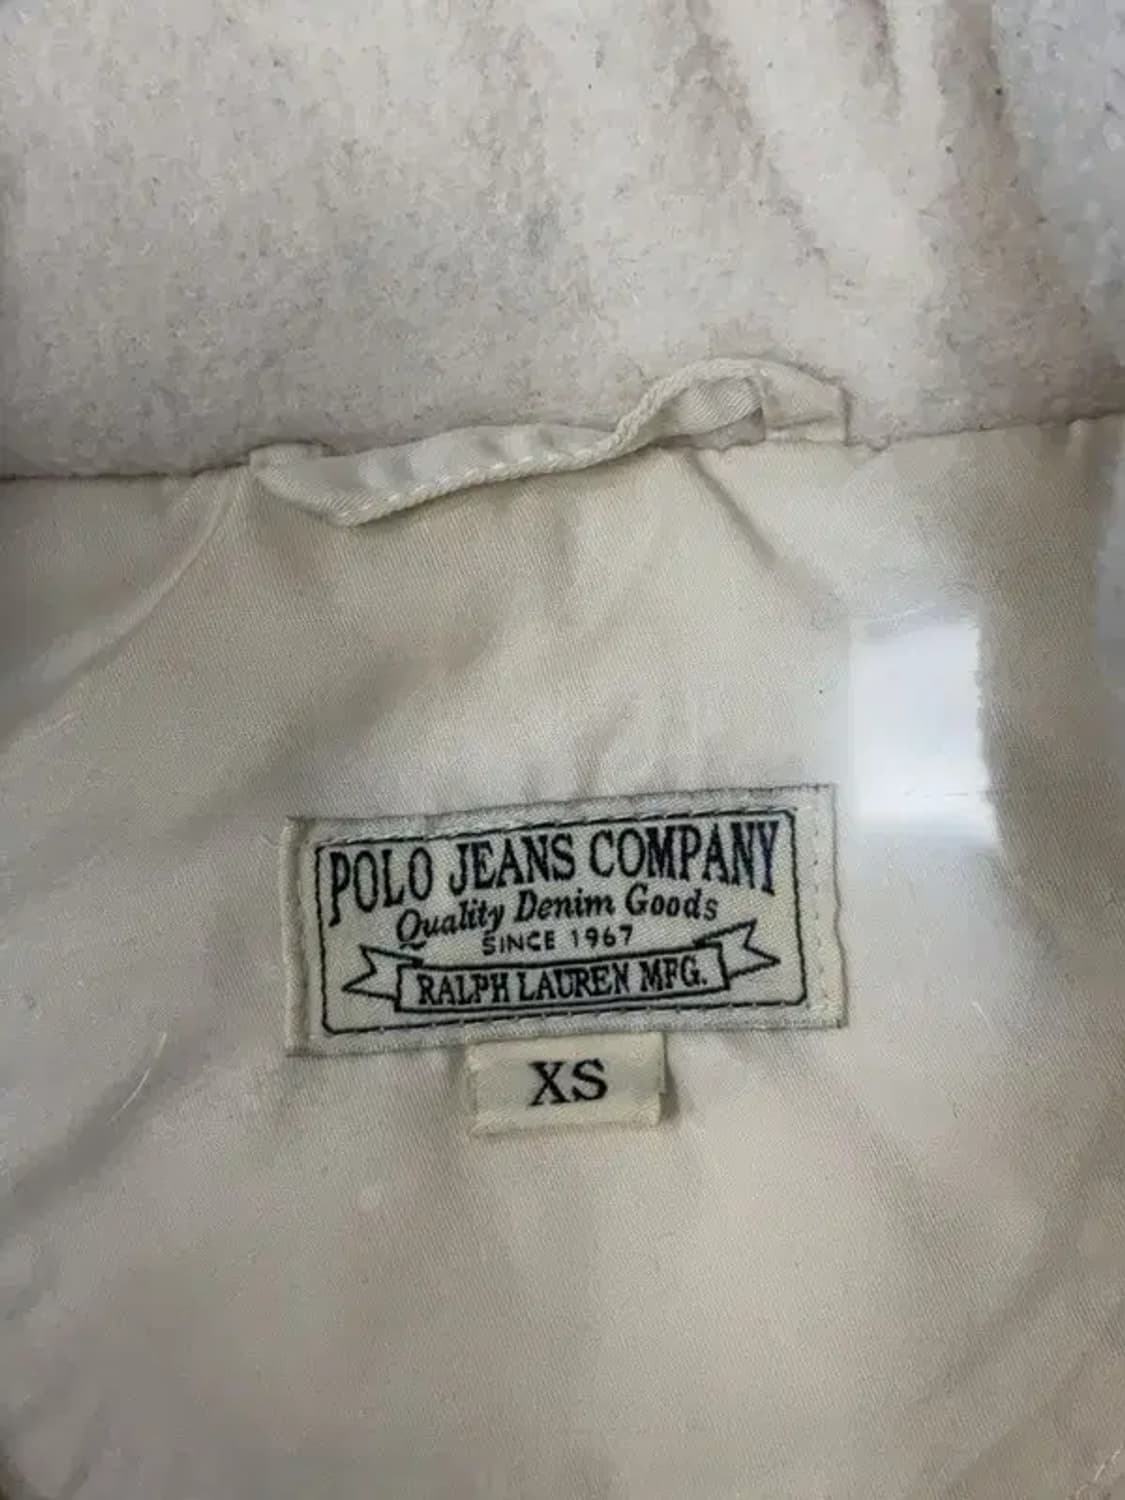 POLO JEANS COMPANY
Quality Denim Goods
SINCE 1967
RALPH LAUREN MFG.
XS